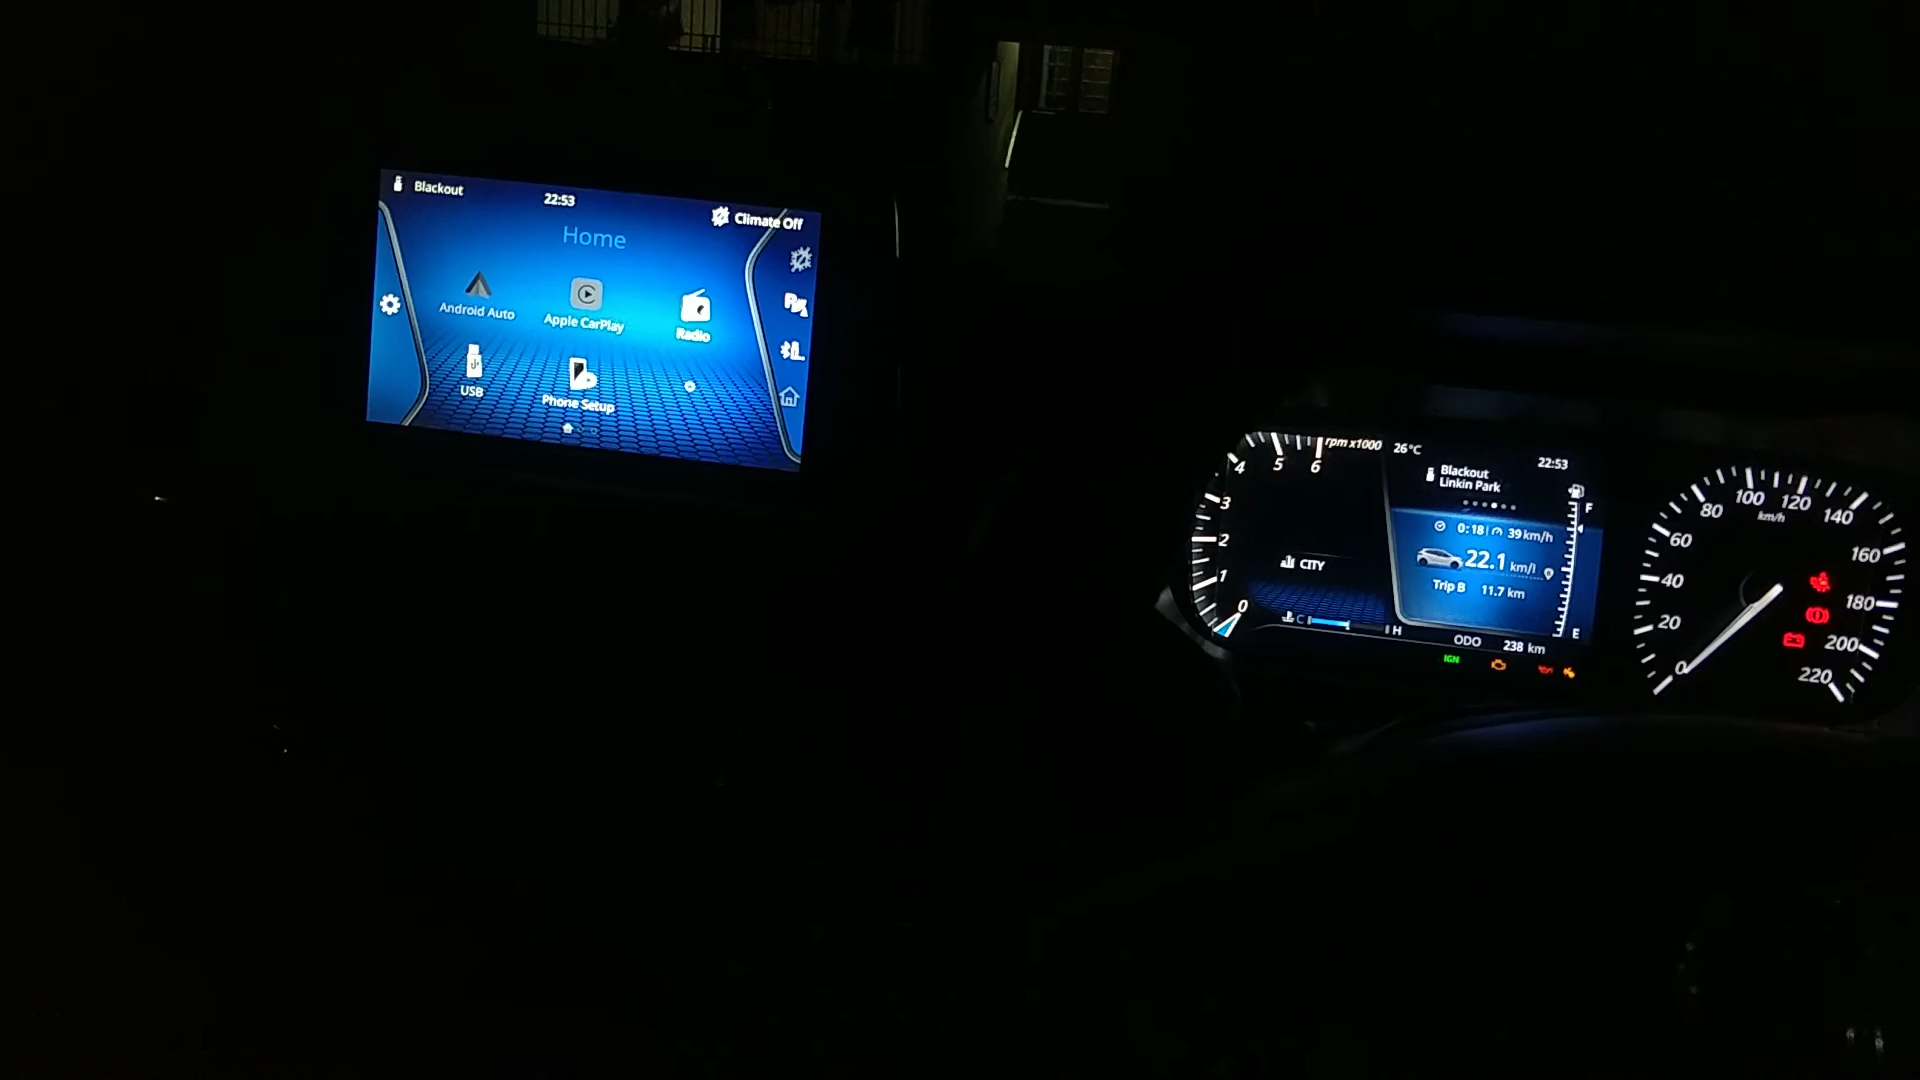 Blackout
22:53
Climate Off
Home
Android Auto
Apple CarPlay
Radio
USB
Phone Setup
rpm x1000
26°C
22:53
Blackout
Linkin Park
0:18 39 km/h
22.1 km/l
Trip B 11.7 km
CITY
0
1
2
3
4
5
6
C
H
F
E
ODO 238 km
IGN
km/h
0
20
40
60
80
100
120
140
160
180
200
220